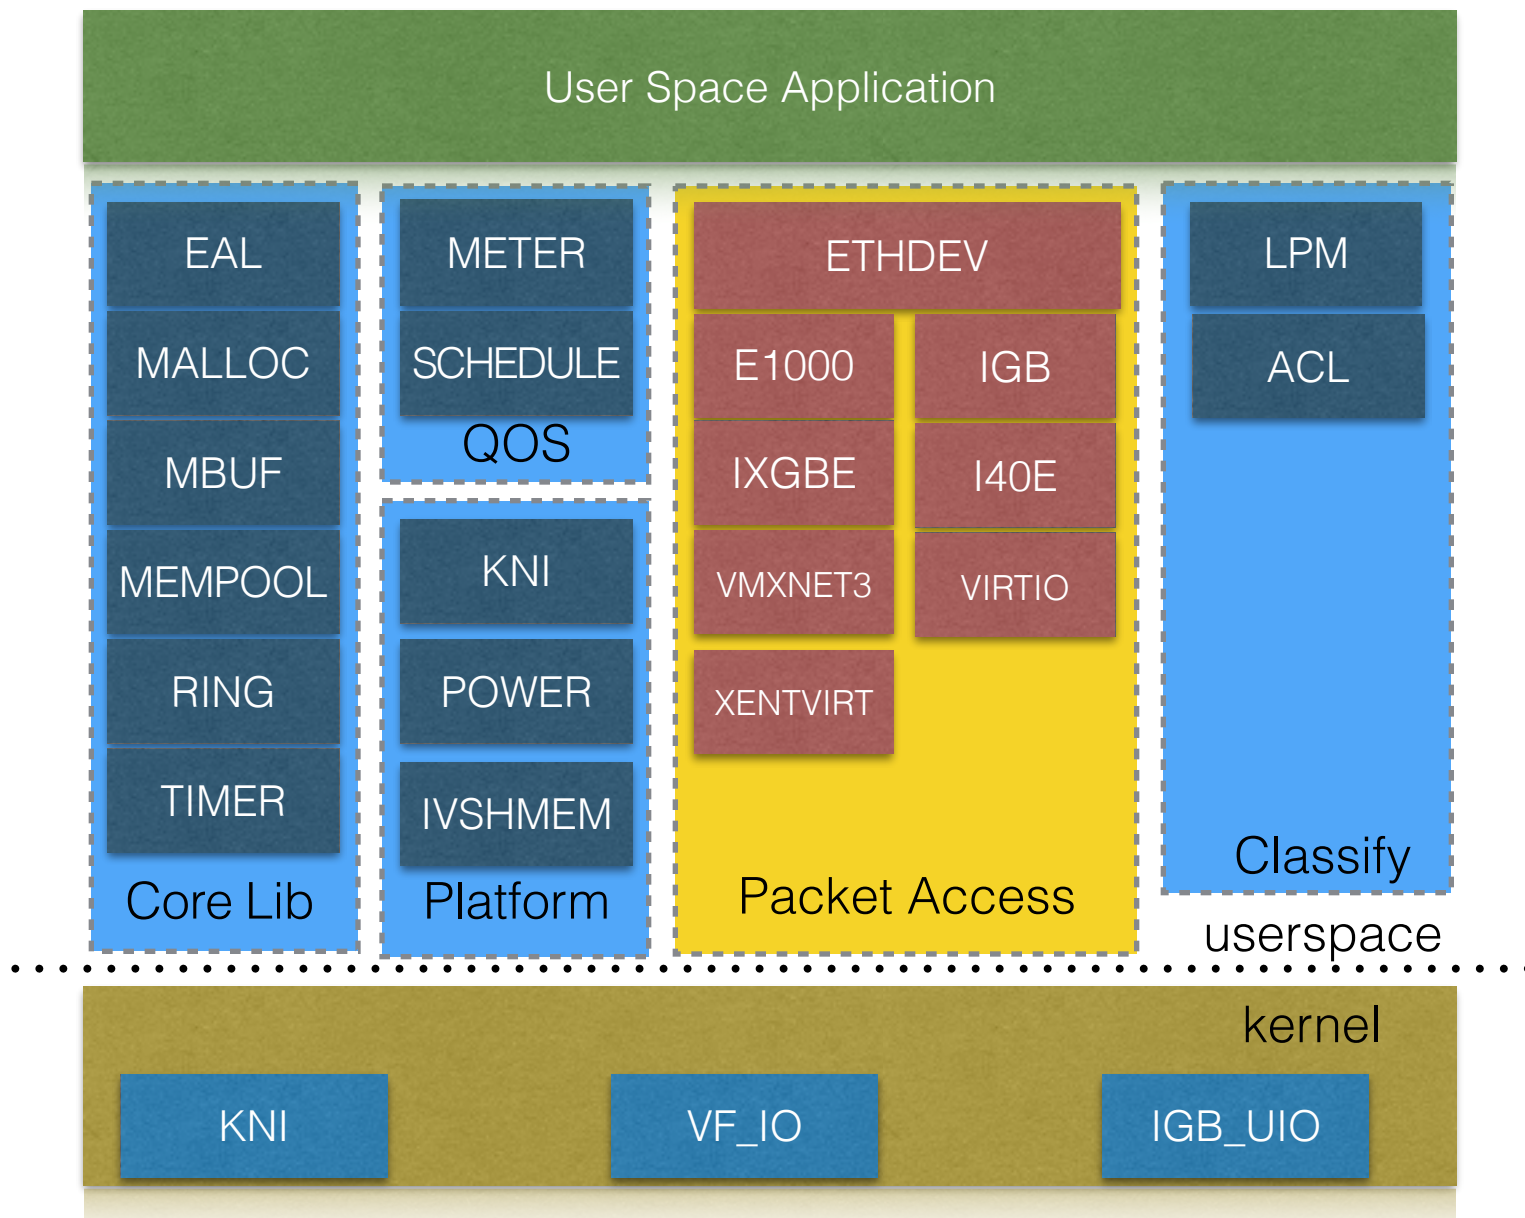 User Space Application
EAL
MALLOC
MBUF
MEMPOOL
RING
TIMER
Core Lib
METER
SCHEDULE
QOS
KNI
POWER
IVSHMEM
Platform
ETHDEV
E1000
IGB
IXGBE
I40E
VMXNET3
VIRTIO
XENTVIRT
Packet Access
LPM
ACL
Classify
userspace
kernel
KNI
VF_IO
IGB_UIO